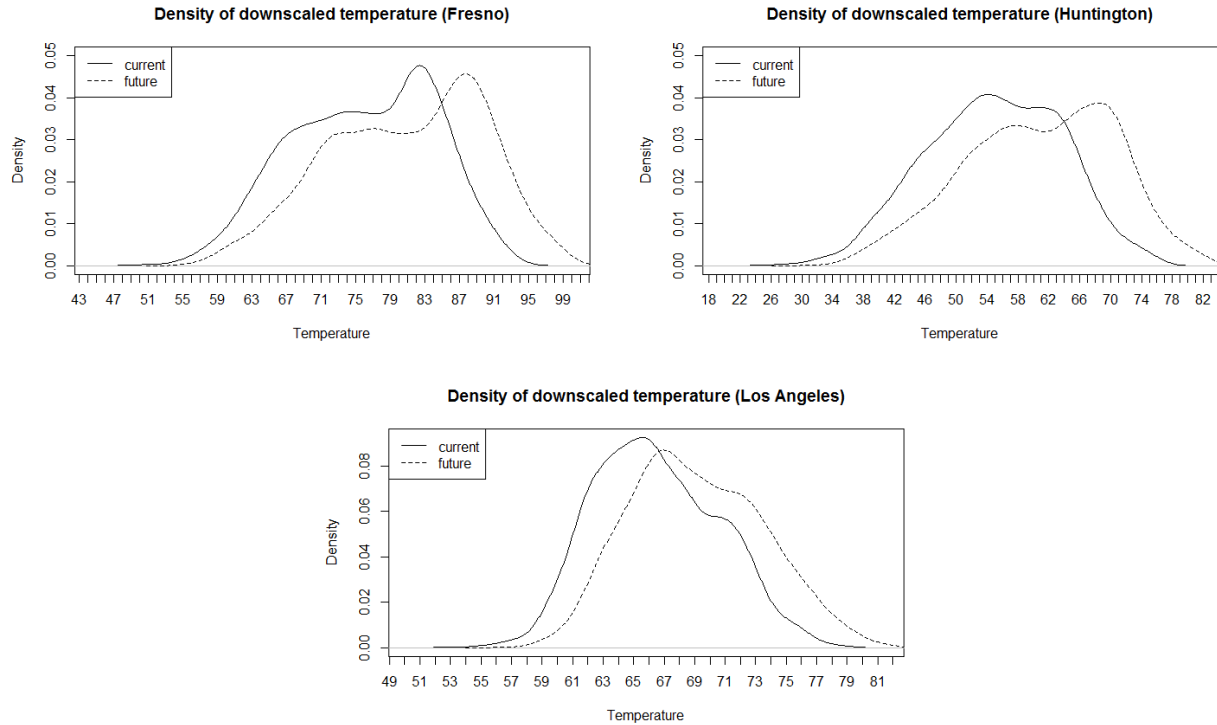 Density of downscaled temperature (Fresno)
current
future
Density
0.00 0.01 0.02 0.03 0.04 0.05
43 47 51 55 59 63 67 71 75 79 83 87 91 95 99
Temperature
Density of downscaled temperature (Huntington)
current
future
Density
0.00 0.01 0.02 0.03 0.04 0.05
18 22 26 30 34 38 42 46 50 54 58 62 66 70 74 78 82
Temperature
Density of downscaled temperature (Los Angeles)
current
future
Density
0.00 0.02 0.04 0.06 0.08
49 51 53 55 57 59 61 63 65 67 69 71 73 75 77 79 81
Temperature